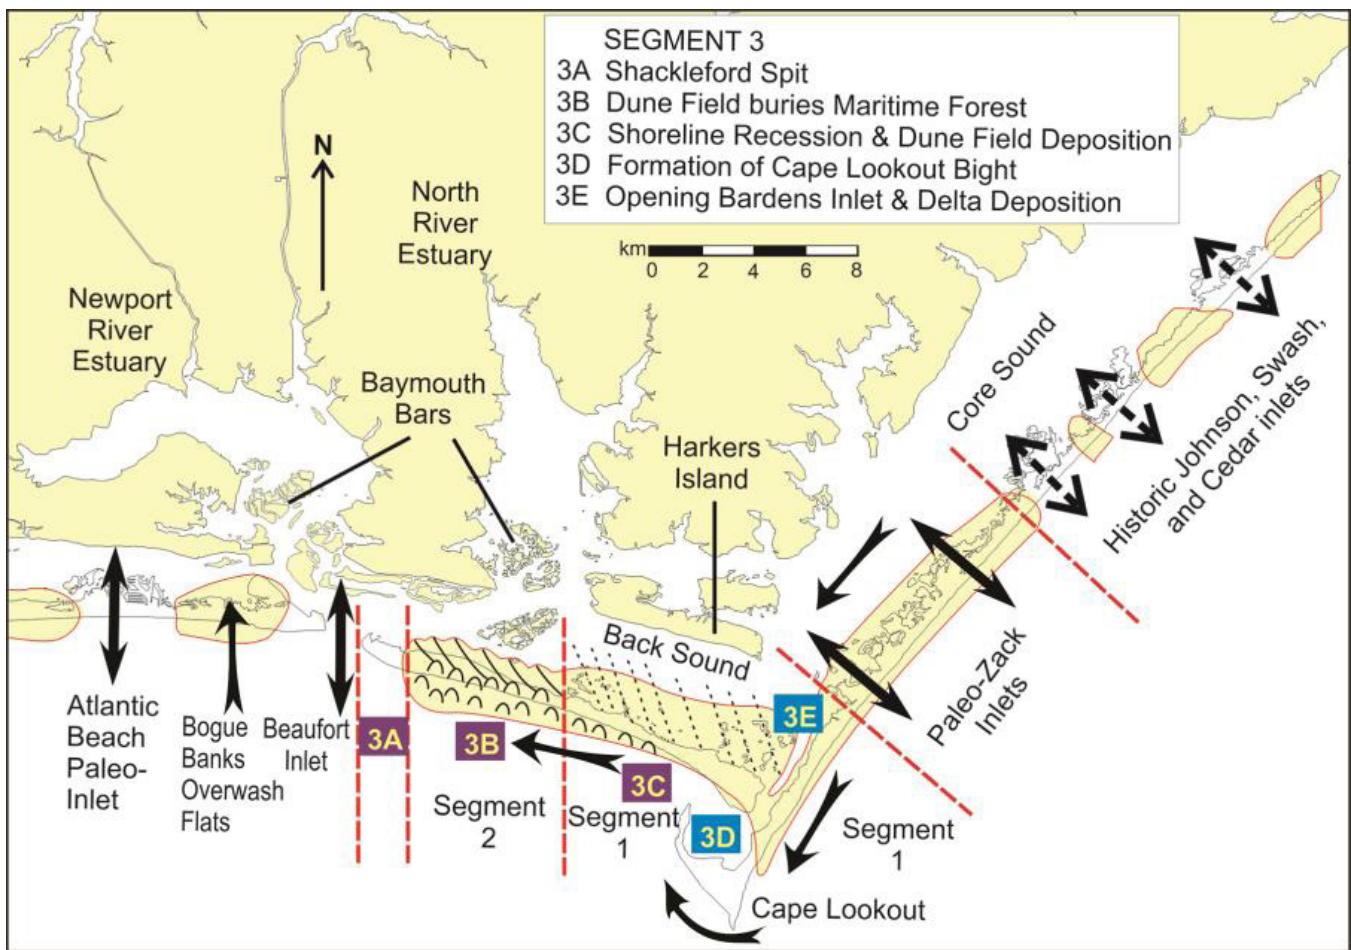 SEGMENT 3
3A Shackleford Spit
3B Dune Field buries Maritime Forest
3C Shoreline Recession & Dune Field Deposition
3D Formation of Cape Lookout Bight
3E Opening Bardens Inlet & Delta Deposition
N
km
0 2 4 6 8
North
River
Estuary
Newport
River
Estuary
Baymouth
Bars
Harkers
Island
Core Sound
Historic Johnson, Swash,
and Cedar inlets
Back Sound
Paleo-Zack
Inlets
Atlantic
Beach
Paleo-
Inlet
Bogue
Banks
Overwash
Flats
Beaufort
Inlet
3A
3B
3C
3D
3E
Segment
2
Segment
1
Segment
1
Cape Lookout